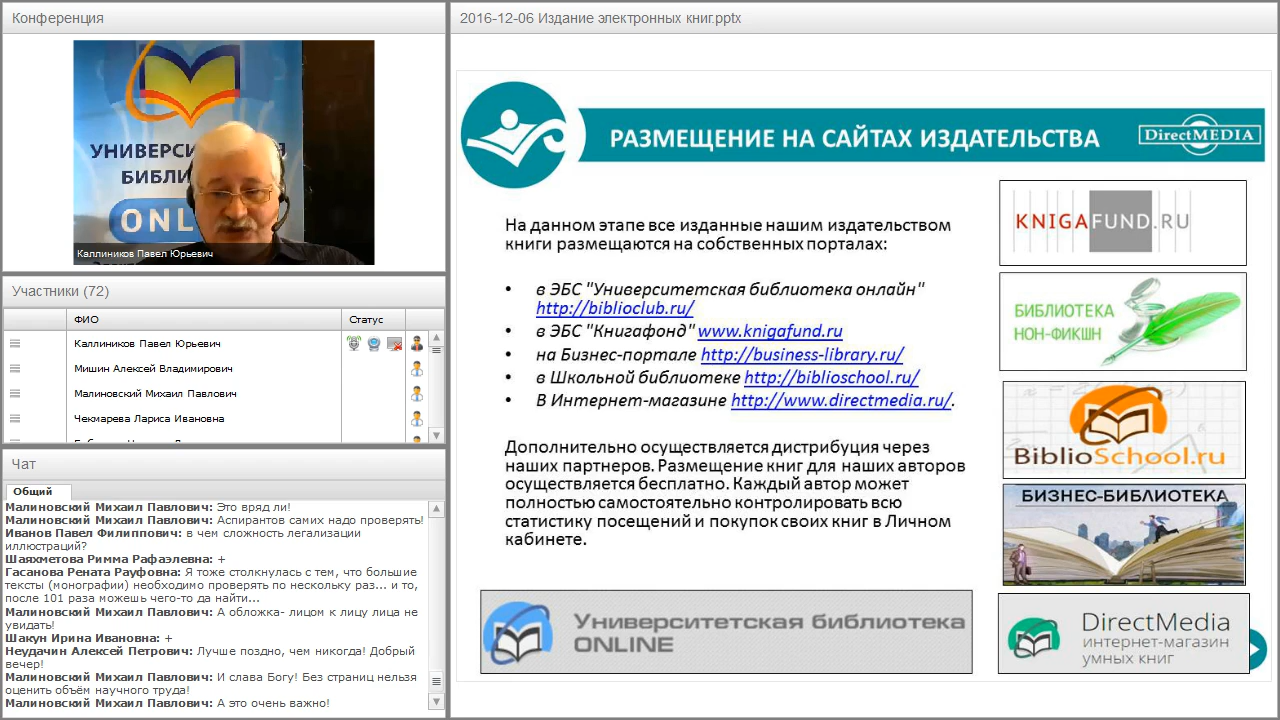 Конференция
УНИВЕРСИ
БИБЛИ
ONL
Каллиников Павел Юрьевич
Участники (72)
ФИО
Статус
Каллиников Павел Юрьевич
Мишин Алексей Владимирович
Малиновский Михаил Павлович
Чекмарева Лариса Ивановна
Чат
Общий
Малиновский Михаил Павлович: Это вряд ли!
Малиновский Михаил Павлович: Аспирантов самих надо проверять!
Иванов Павел Филиппович: в чем сложность легализации
иллюстраций?
Шаяхметова Римма Рафаэлевна: +
Гасанова Рената Рауфовна: Я тоже столкнулась с тем, что большие
тексты (монографии) необходимо проверять по нескольку раз... и то,
после 101 раза можешь чего-то да найти...
Малиновский Михаил Павлович: А обложка- лицом к лицу лица не
увидать!
Шакун Ирина Ивановна: +
Неудачин Алексей Петрович: Лучше поздно, чем никогда! Добрый
вечер!
Малиновский Михаил Павлович: И слава Богу! Без страниц нельзя
оценить объём научного труда!
Малиновский Михаил Павлович: А это очень важно!
2016-12-06 Издание электронных книг.pptx
РАЗМЕЩЕНИЕ НА САЙТАХ ИЗДАТЕЛЬСТВА
DirectMEDIA
На данном этапе все изданные нашим издательством
книги размещаются на собственных порталах:
• в ЭБС "Университетская библиотека онлайн"
http://biblioclub.ru/
• в ЭБС "Книгафонд" www.knigafund.ru
• на Бизнес-портале http://business-library.ru/
• в Школьной библиотеке http://biblioschool.ru/
• В Интернет-магазине http://www.directmedia.ru/.
Дополнительно осуществляется дистрибуция через
наших партнеров. Размещение книг для наших авторов
осуществляется бесплатно. Каждый автор может
полностью самостоятельно контролировать всю
статистику посещений и покупок своих книг в Личном
кабинете.
KNIGAFUND.RU
БИБЛИОТЕКА
НОН-ФИКШН
BiblioSchool.ru
БИЗНЕС-БИБЛИОТЕКА
Университетская библиотека
ONLINE
DirectMedia
интернет-магазин
умных книг